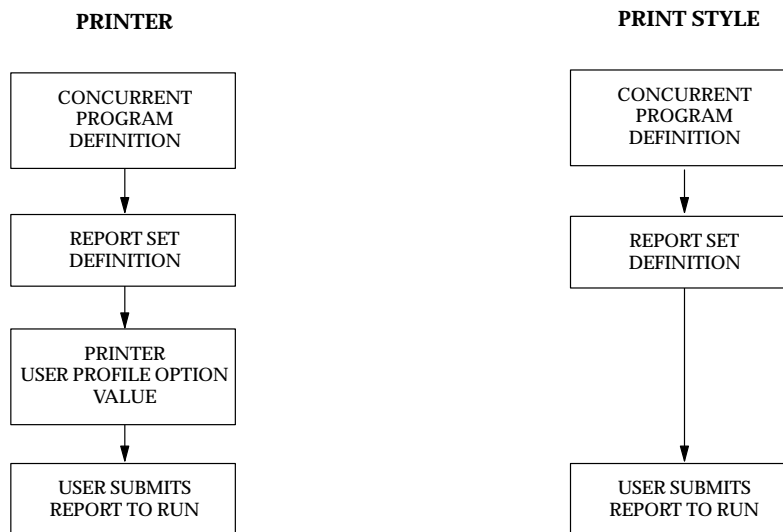 PRINTER
CONCURRENT
PROGRAM
DEFINITION
REPORT SET
DEFINITION
PRINTER
USER PROFILE OPTION
VALUE
USER SUBMITS
REPORT TO RUN
PRINT STYLE
CONCURRENT
PROGRAM
DEFINITION
REPORT SET
DEFINITION
USER SUBMITS
REPORT TO RUN